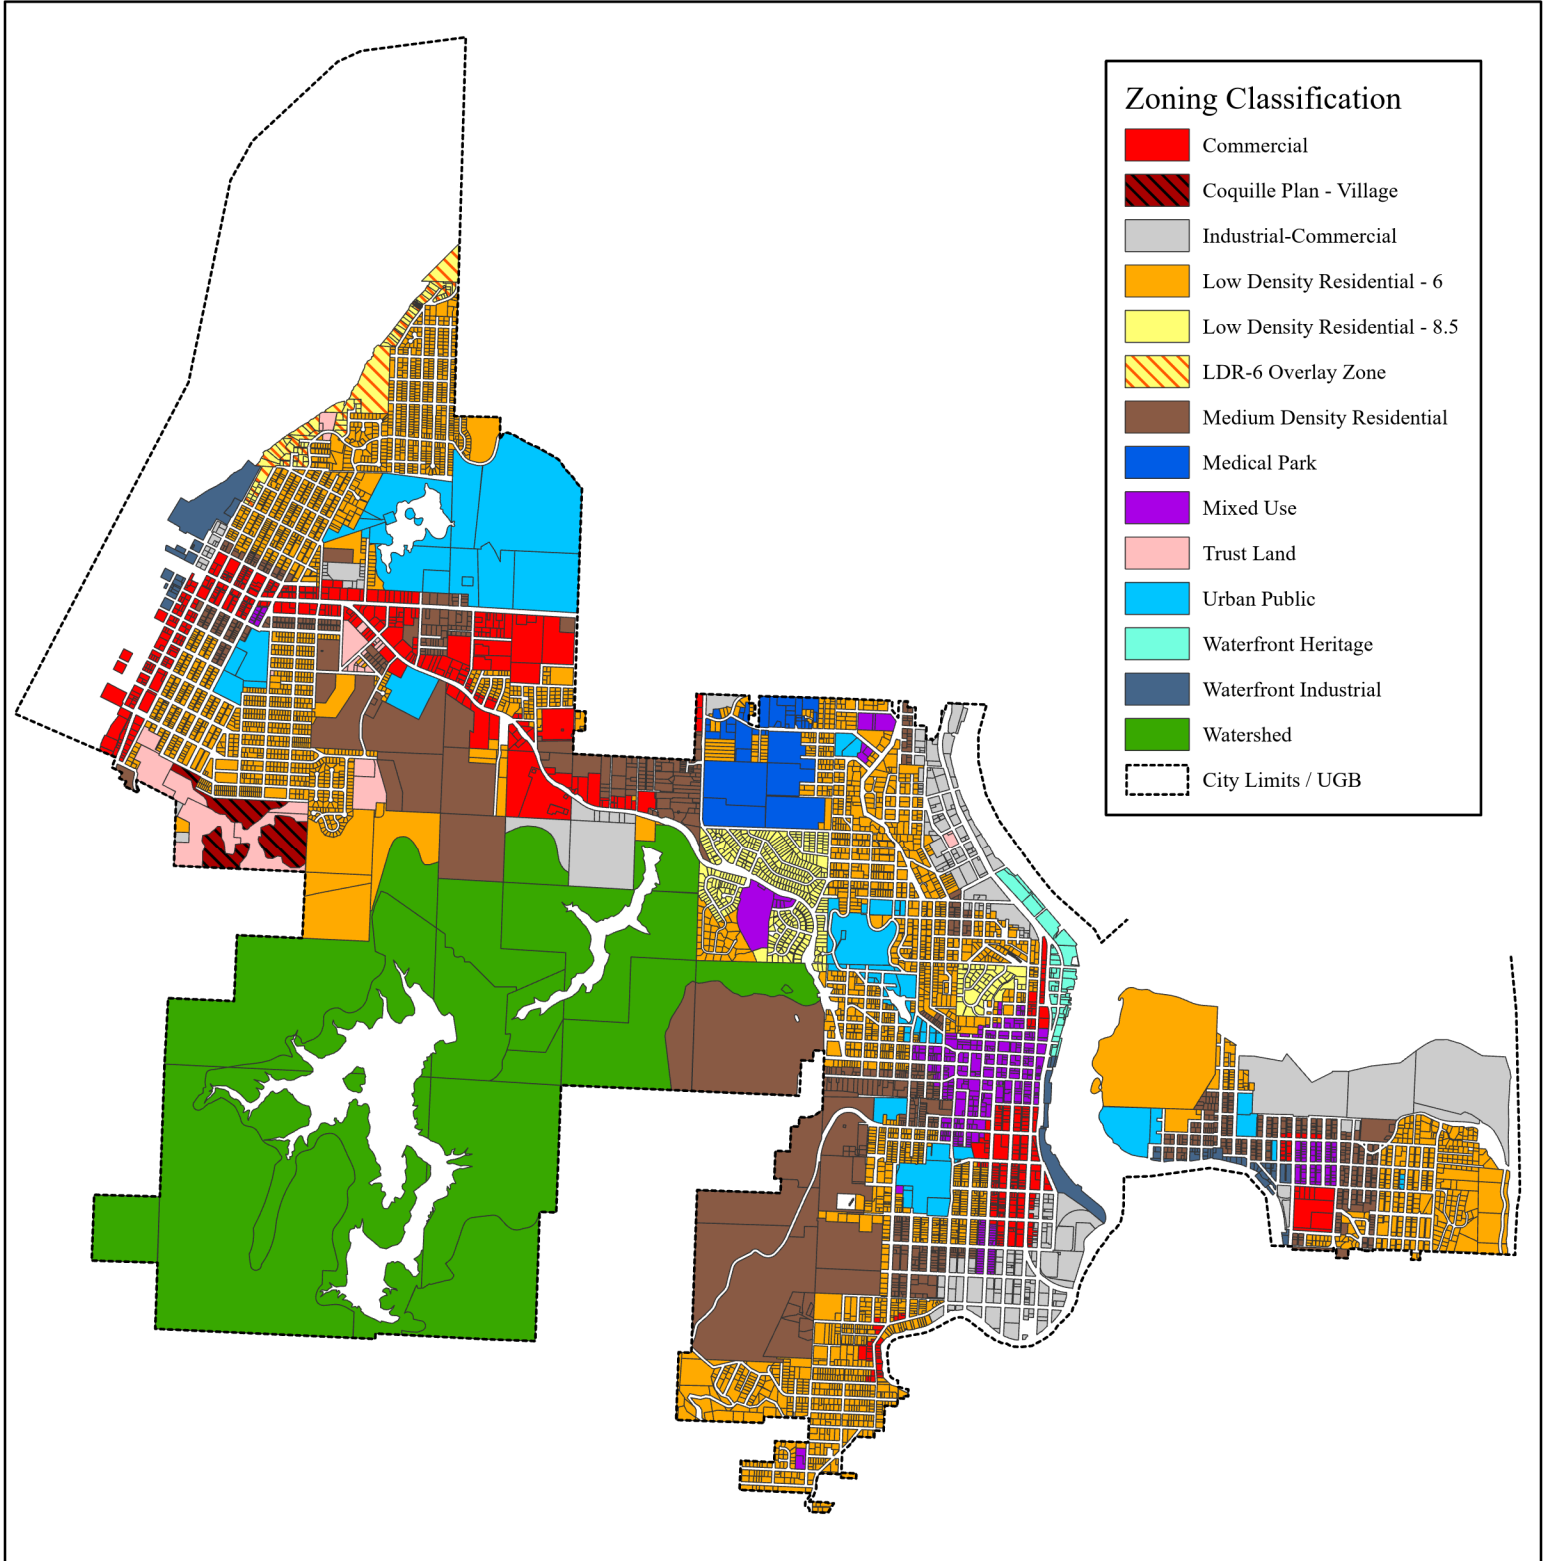 Zoning Classification
Commercial
Coquille Plan - Village
Industrial-Commercial
Low Density Residential - 6
Low Density Residential - 8.5
LDR-6 Overlay Zone
Medium Density Residential
Medical Park
Mixed Use
Trust Land
Urban Public
Waterfront Heritage
Waterfront Industrial
Watershed
City Limits / UGB